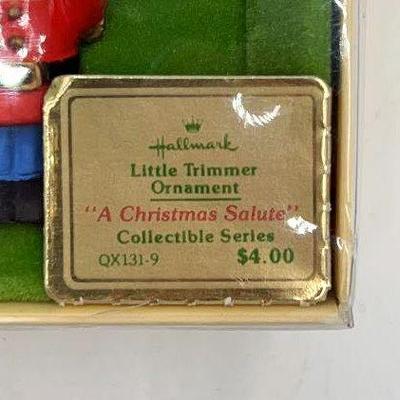 Hallmark
Little Trimmer
Ornament
"A Christmas Salute"
Collectible Series
QX131-9 $4.00